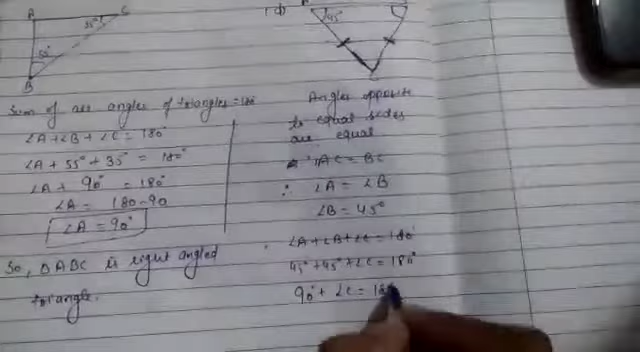 A
C
35°
55°
B
(d)
45°
C
Sum of all angles of triangles = 180°
∠A+∠B+∠C = 180°
∠A + 55° + 35° = 180°
∠A + 90° = 180°
∠A = 180-90
∠A = 90°
So, ΔABC is right angled
triangle.
Angles opposite
to equal sides
are equal
AC = BC
∴ ∠A = ∠B
∠B = 45°
∠A+∠B+∠C = 180°
45°+45°+∠C = 180°
90° + ∠C = 18